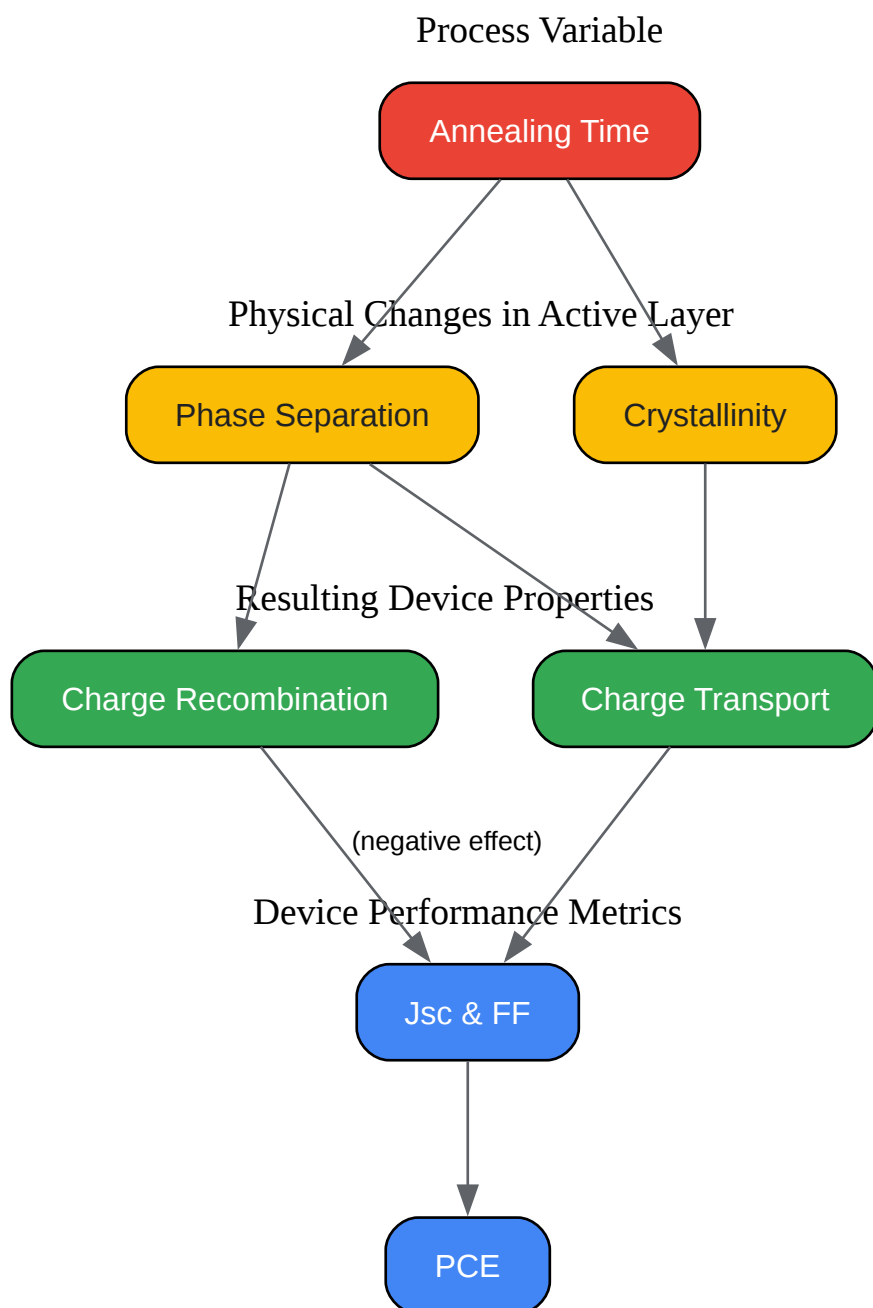 Process Variable
Annealing Time
Physical Changes in Active Layer
Phase Separation
Crystallinity
Resulting Device Properties
Charge Recombination
Charge Transport
(negative effect)
Device Performance Metrics
Jsc & FF
PCE